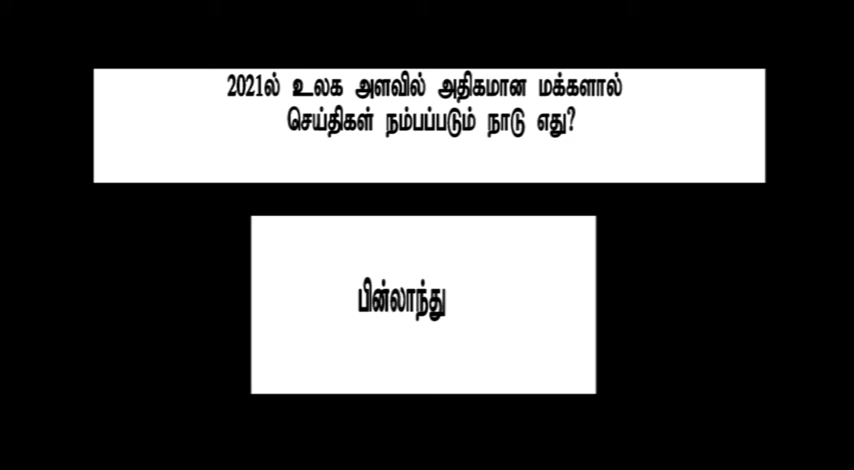 2021ல் உலக அளவில் அதிகமான மக்களால்
செய்திகள் நம்பப்படும் நாடு எது?
பின்லாந்து